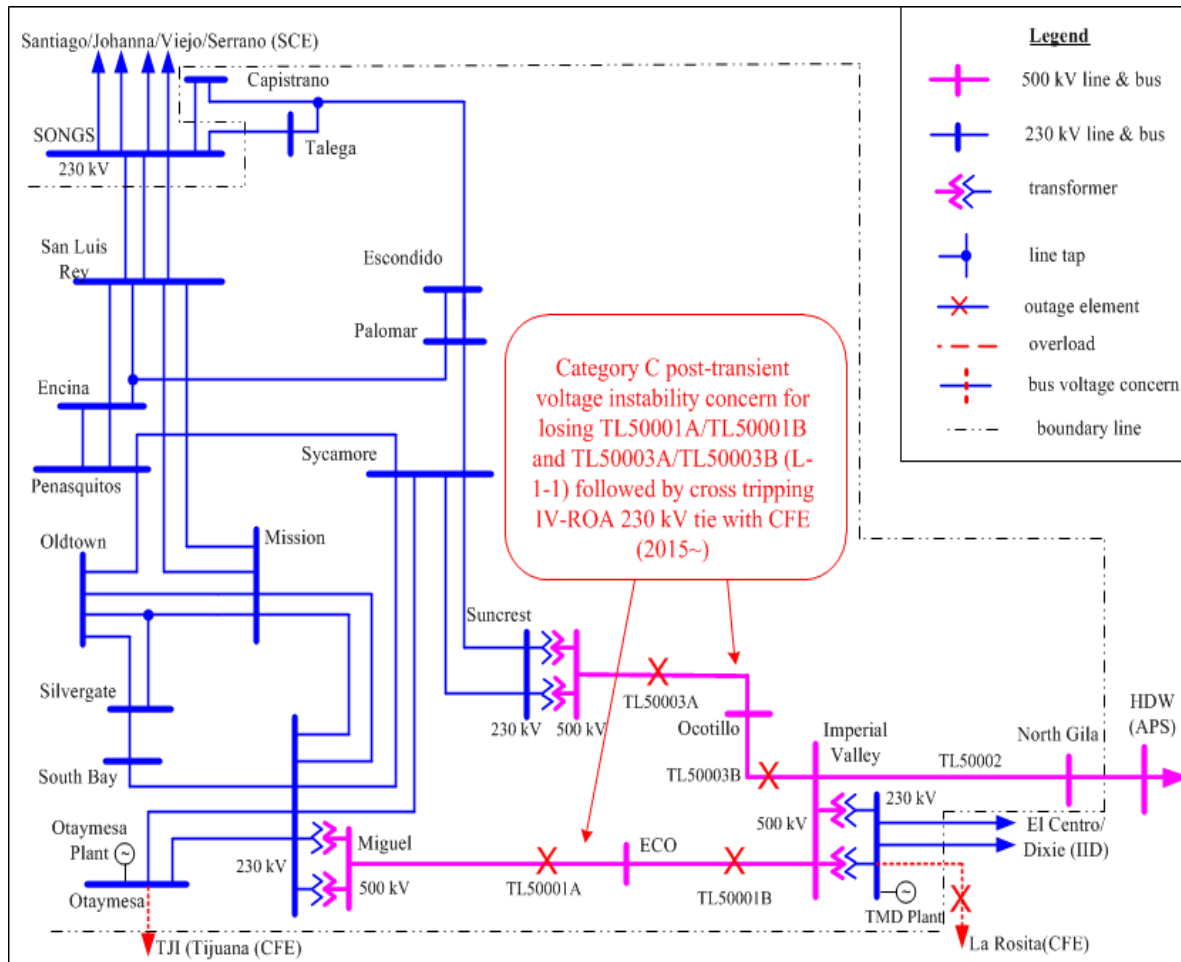 Santiago/Johanna/Viejo/Serrano (SCE)
Capistrano
SONGS
230 kV
Talega
San Luis
Rey
Escondido
Palomar
Encina
Penasquitos
Sycamore
Oldtown
Mission
Silvergate
South Bay
Otaymesa
Plant
~
Otaymesa
TJI (Tijuana (CFE)
230 kV
Miguel
500 kV
Suncrest
230 kV
500 kV
TL50003A
Ocotillo
TL50003B
Imperial
Valley
500 kV
TL50002
North Gila
HDW
(APS)
230 kV
El Centro/
Dixie (IID)
TL50001A
ECO
TL50001B
~
TMD Plant
La Rosita(CFE)
Category C post-transient
voltage instability concern for
losing TL50001A/TL50001B
and TL50003A/TL50003B (L-
1-1) followed by cross tripping
IV-ROA 230 kV tie with CFE
(2015~)
Legend
500 kV line & bus
230 kV line & bus
transformer
line tap
outage element
overload
bus voltage concern
boundary line